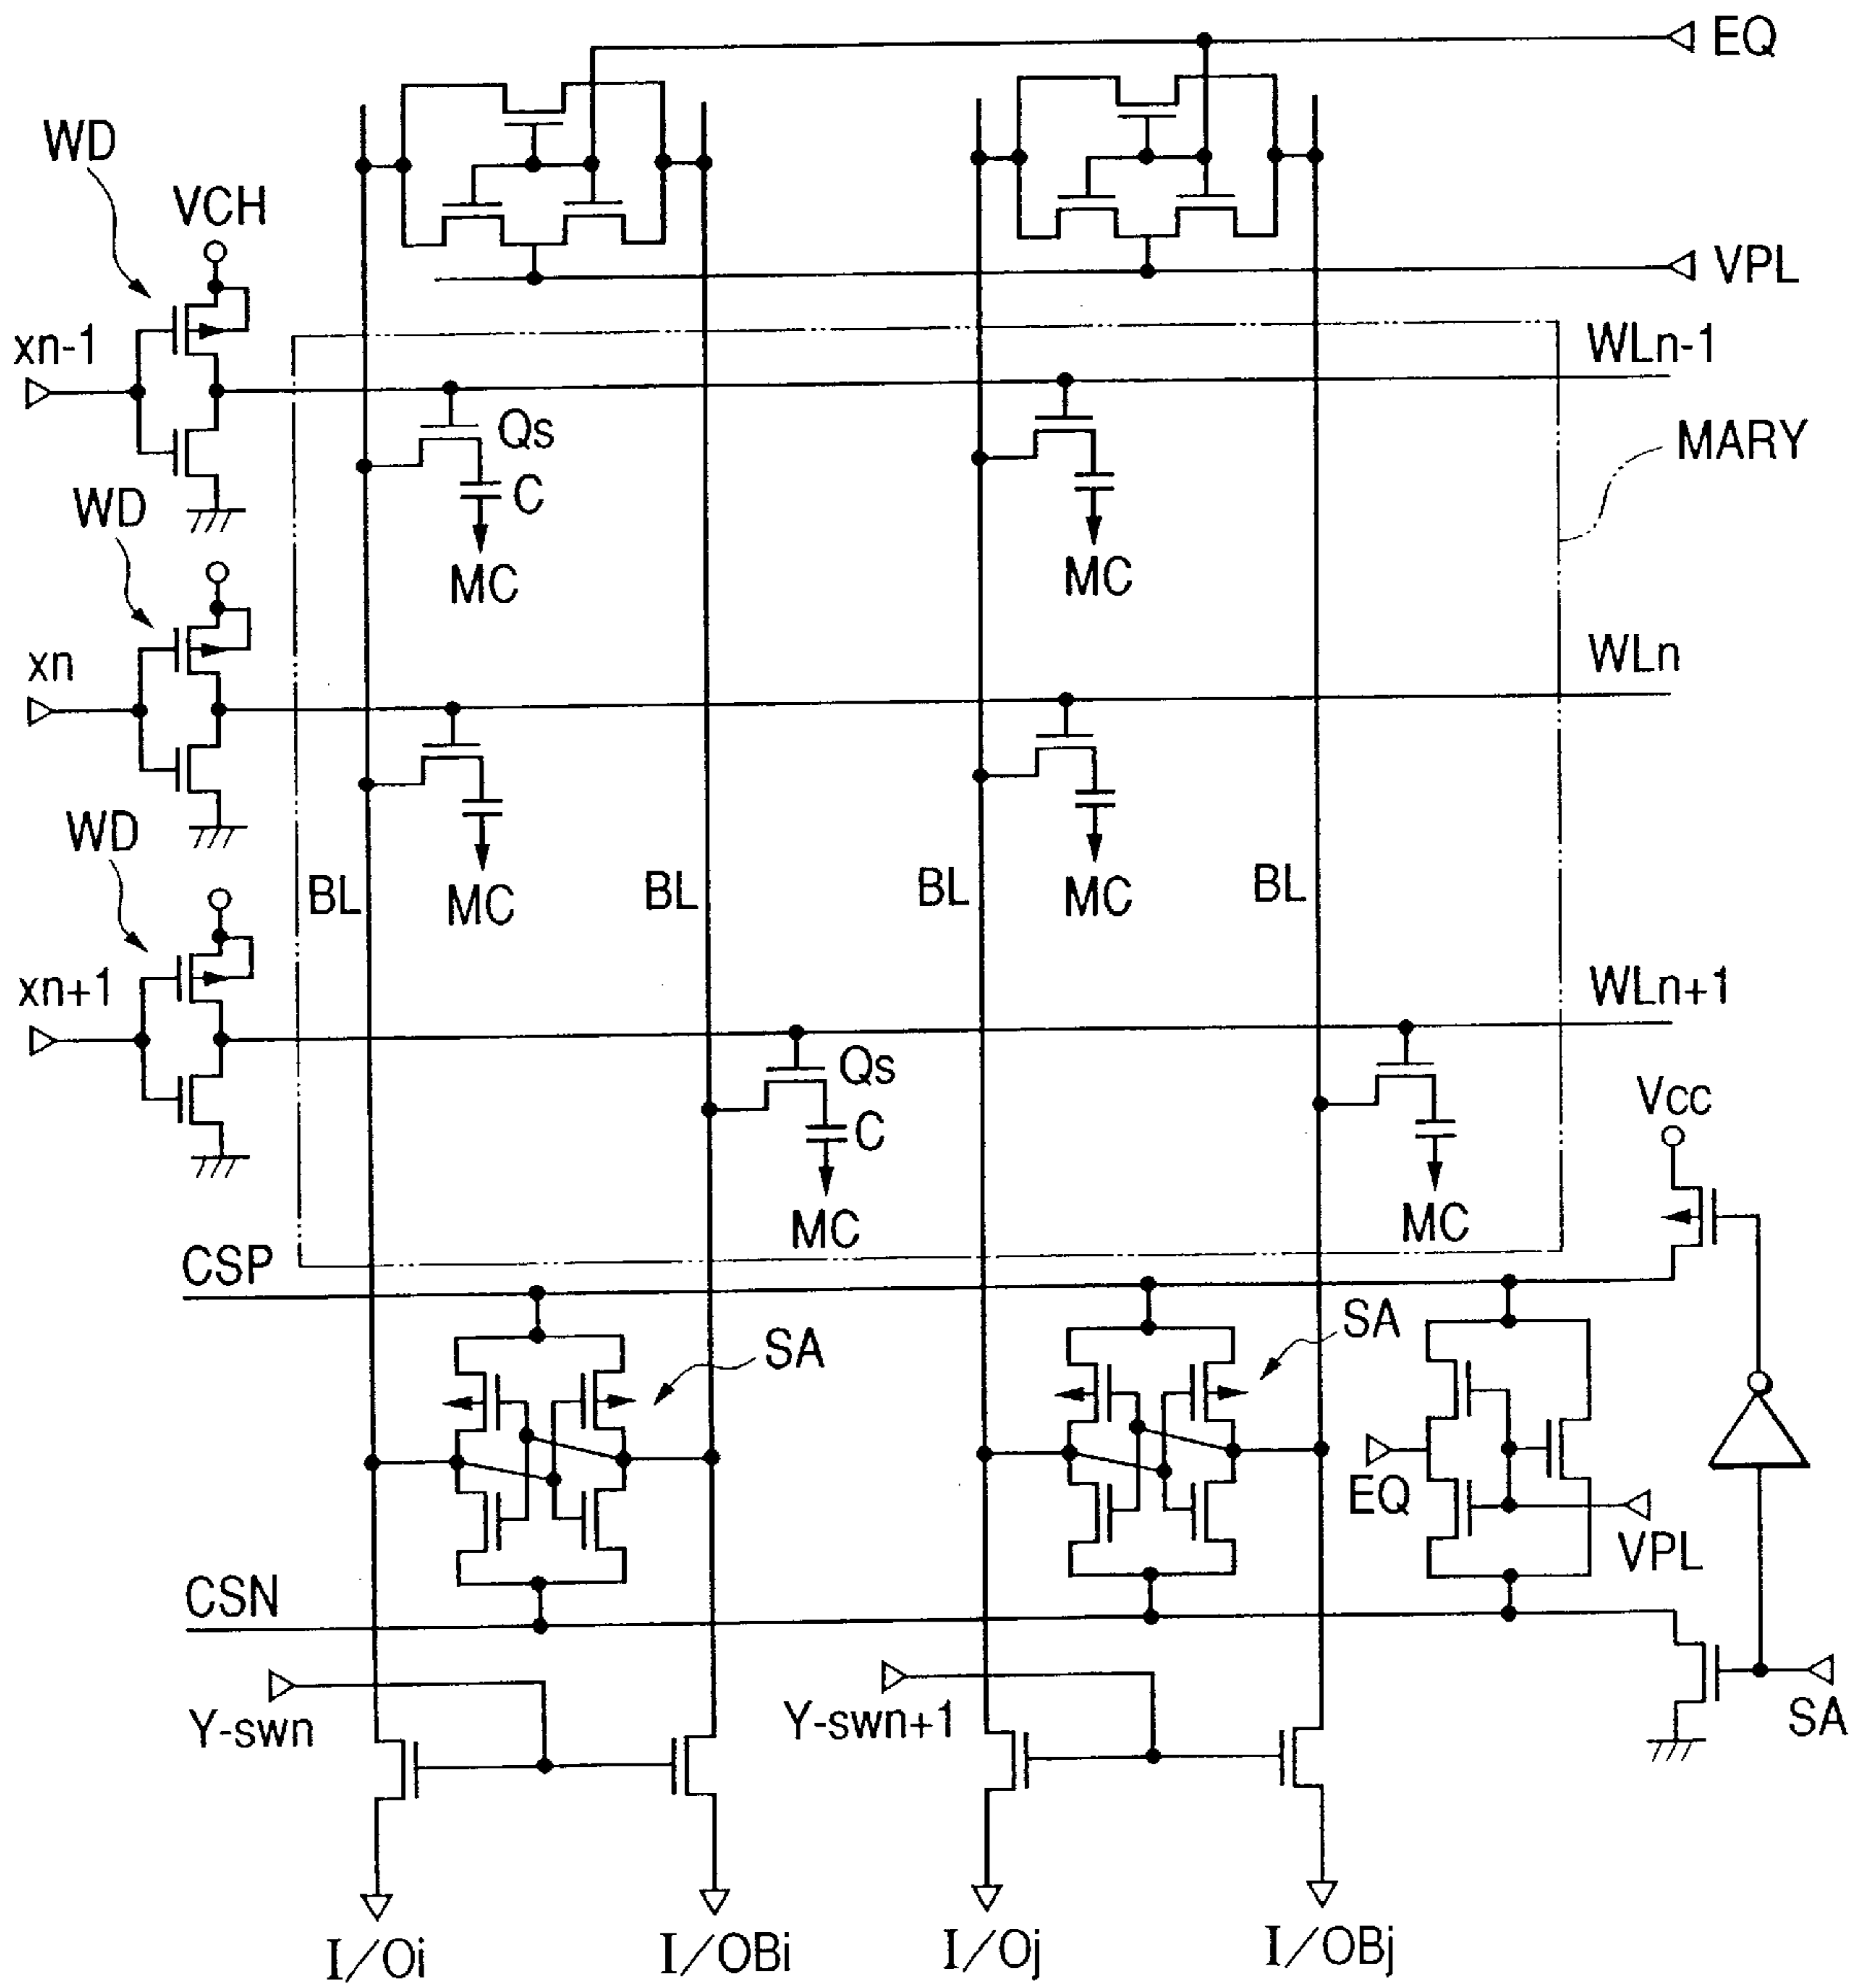 EQ
WD
VCH
VPL
xn-1
WLn-1
Qs
MARY
C
WD
MC
MC
xn
WLn
WD
BL
MC
BL
BL
MC
BL
xn+1
WLn+1
Qs
Vcc
C
MC
MC
CSP
SA
SA
EQ
VPL
CSN
Y-swn
Y-swn+1
SA
I/Oi
I/OBi
I/Oj
I/OBj